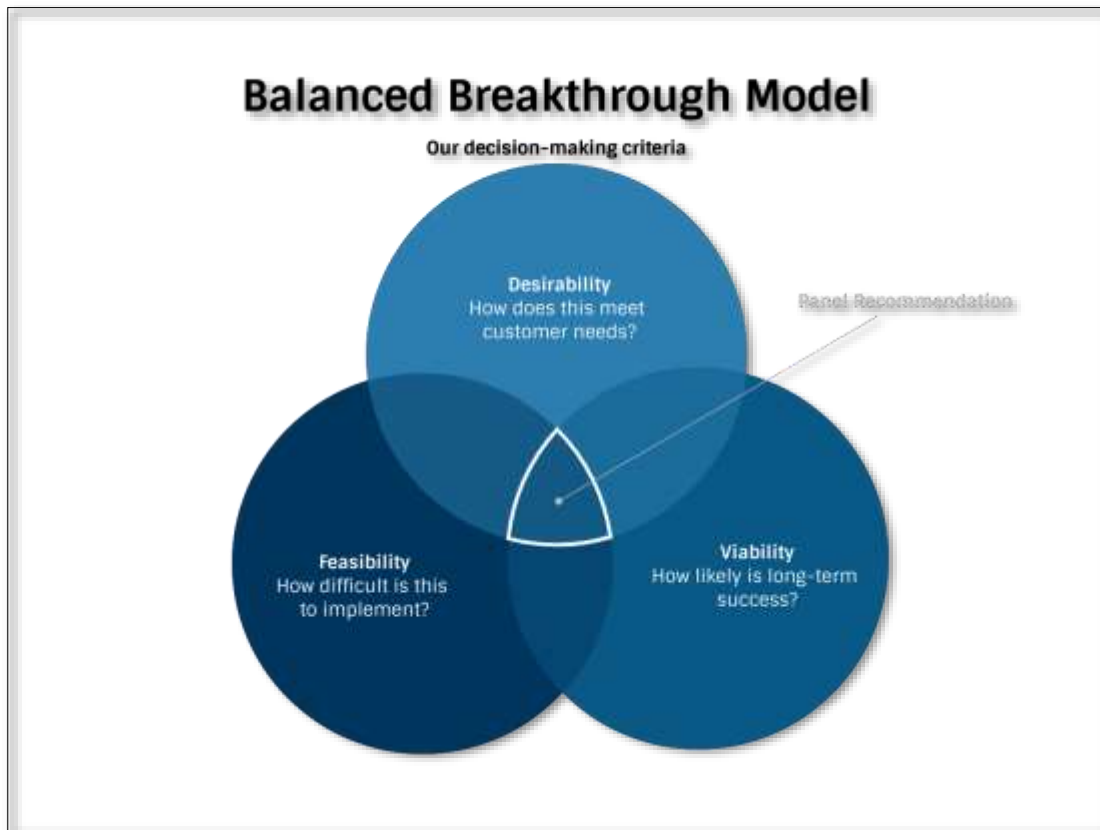 Balanced Breakthrough Model
Our decision-making criteria
Desirability
How does this meet
customer needs?
Panel Recommendation
Feasibility
How difficult is this
to implement?
Viability
How likely is long-term
success?